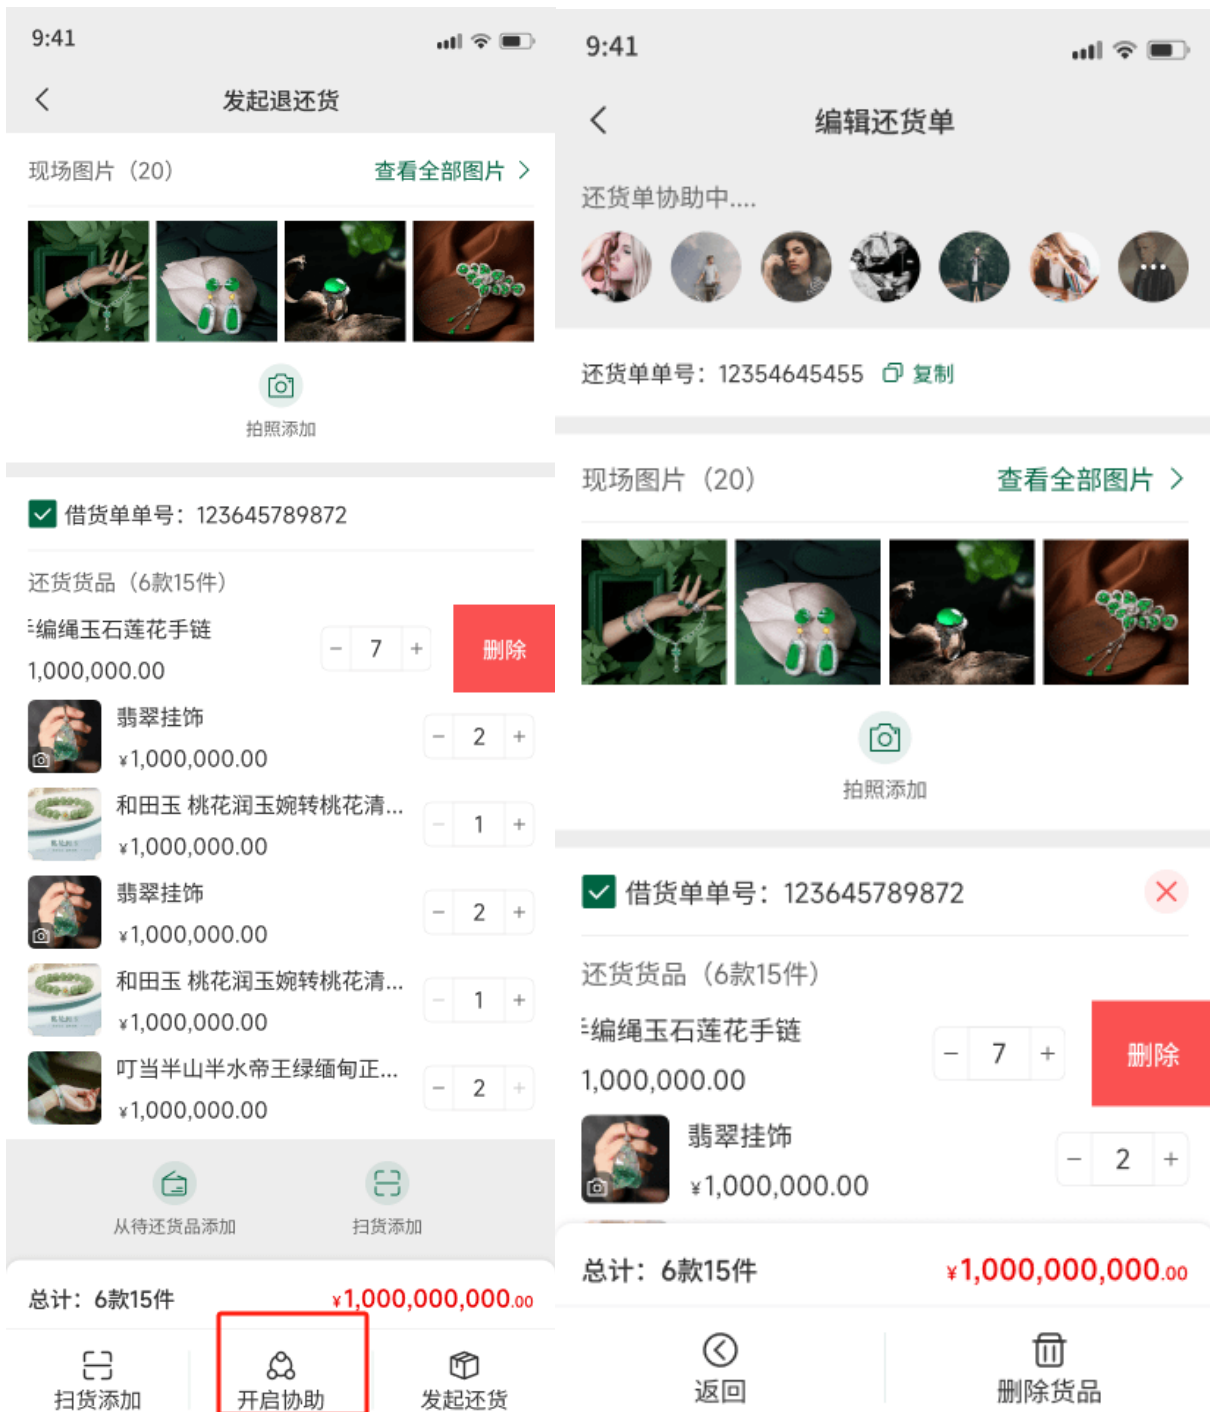 9:41
发起退还货
现场图片（20）
查看全部图片
拍照添加
借货单单号：123645789872
还货货品（6款15件）
编绳玉石莲花手链
1,000,000.00
7
删除
翡翠挂饰
¥1,000,000.00
2
和田玉 桃花润玉婉转桃花清...
¥1,000,000.00
1
翡翠挂饰
¥1,000,000.00
2
和田玉 桃花润玉婉转桃花清...
¥1,000,000.00
1
叮当半山半水帝王绿缅甸正...
¥1,000,000.00
2
从待还货品添加
扫货添加
总计：6款15件
¥1,000,000,000.00
扫货添加
开启协助
发起还货
9:41
编辑还货单
还货单协助中....
还货单单号：12354645455
复制
现场图片（20）
查看全部图片
拍照添加
借货单单号：123645789872
还货货品（6款15件）
编绳玉石莲花手链
1,000,000.00
7
删除
翡翠挂饰
¥1,000,000.00
2
总计：6款15件
¥1,000,000,000.00
返回
删除货品